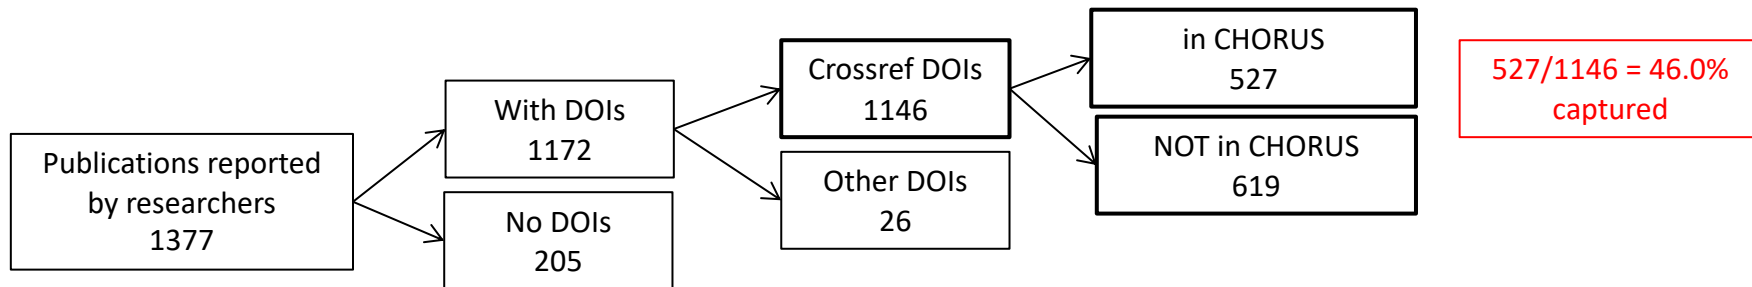 Publications reported
by researchers
1377
With DOIs
1172
No DOIs
205
Crossref DOIs
1146
Other DOIs
26
in CHORUS
527
NOT in CHORUS
619
527/1146 = 46.0%
captured